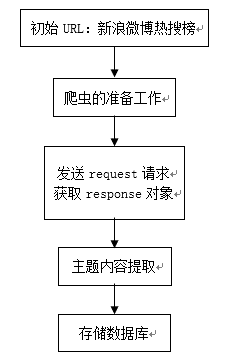 初始 URL：新浪微博热搜榜
爬虫的准备工作
发送 request 请求
获取 response 对象
主题内容提取
存储数据库